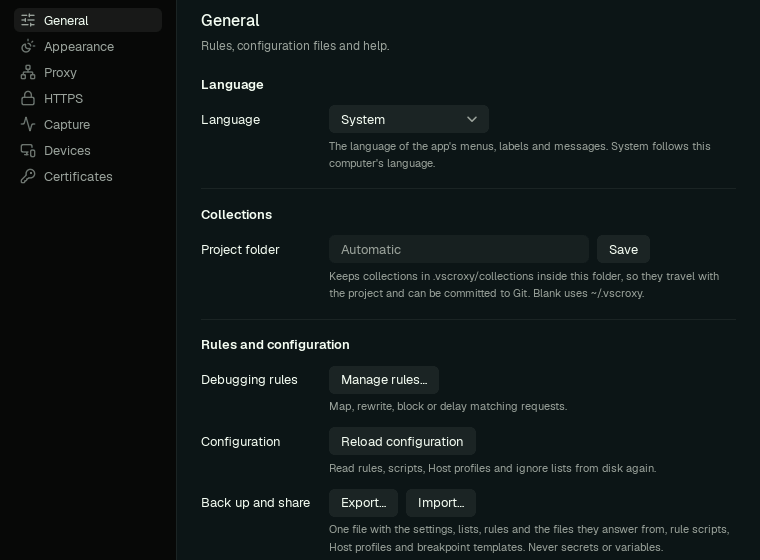 General
Appearance
Proxy
HTTPS
Capture
Devices
Certificates
General
Rules, configuration files and help.
Language
Language
System
The language of the app's menus, labels and messages. System follows this
computer's language.
Collections
Project folder
Automatic
Save
Keeps collections in .vscroxy/collections inside this folder, so they travel with
the project and can be committed to Git. Blank uses ~/.vscroxy.
Rules and configuration
Debugging rules
Manage rules...
Map, rewrite, block or delay matching requests.
Configuration
Reload configuration
Read rules, scripts, Host profiles and ignore lists from disk again.
Back up and share
Export...
Import...
One file with the settings, lists, rules and the files they answer from, rule scripts,
Host profiles and breakpoint templates. Never secrets or variables.